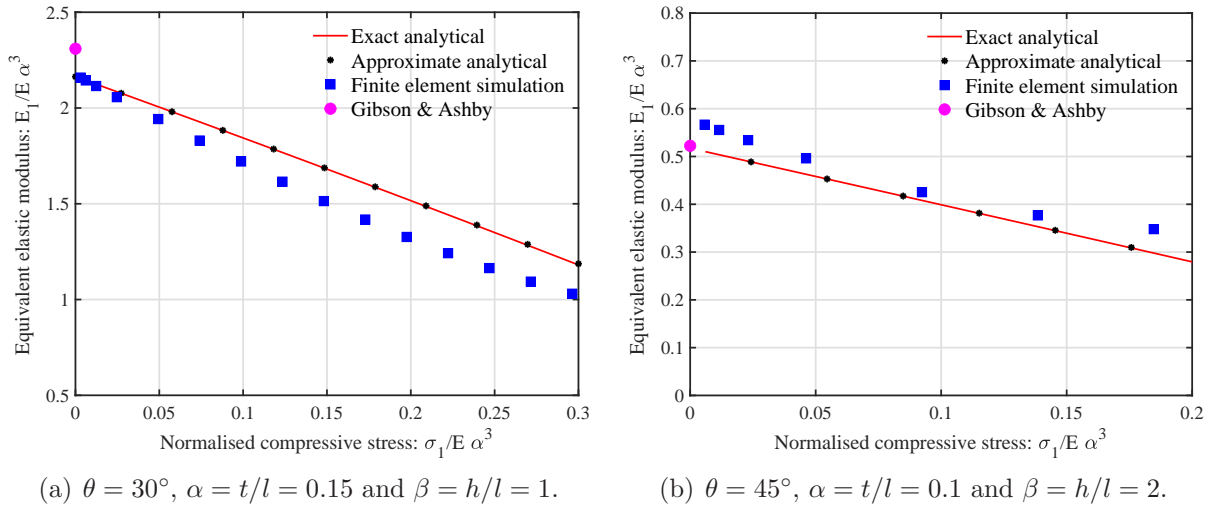 2.5
2
1.5
1
0.5
Equivalent elastic modulus: E₁/E α³
Exact analytical
Approximate analytical
Finite element simulation
Gibson & Ashby
0 0.05 0.1 0.15 0.2 0.25 0.3
Normalised compressive stress: σ₁/E α³
(a) θ = 30°, α = t/l = 0.15 and β = h/l = 1.
0.8
0.7
0.6
0.5
0.4
0.3
0.2
0.1
0
Equivalent elastic modulus: E₁/E α³
Exact analytical
Approximate analytical
Finite element simulation
Gibson & Ashby
0 0.05 0.1 0.15 0.2
Normalised compressive stress: σ₁/E α³
(b) θ = 45°, α = t/l = 0.1 and β = h/l = 2.